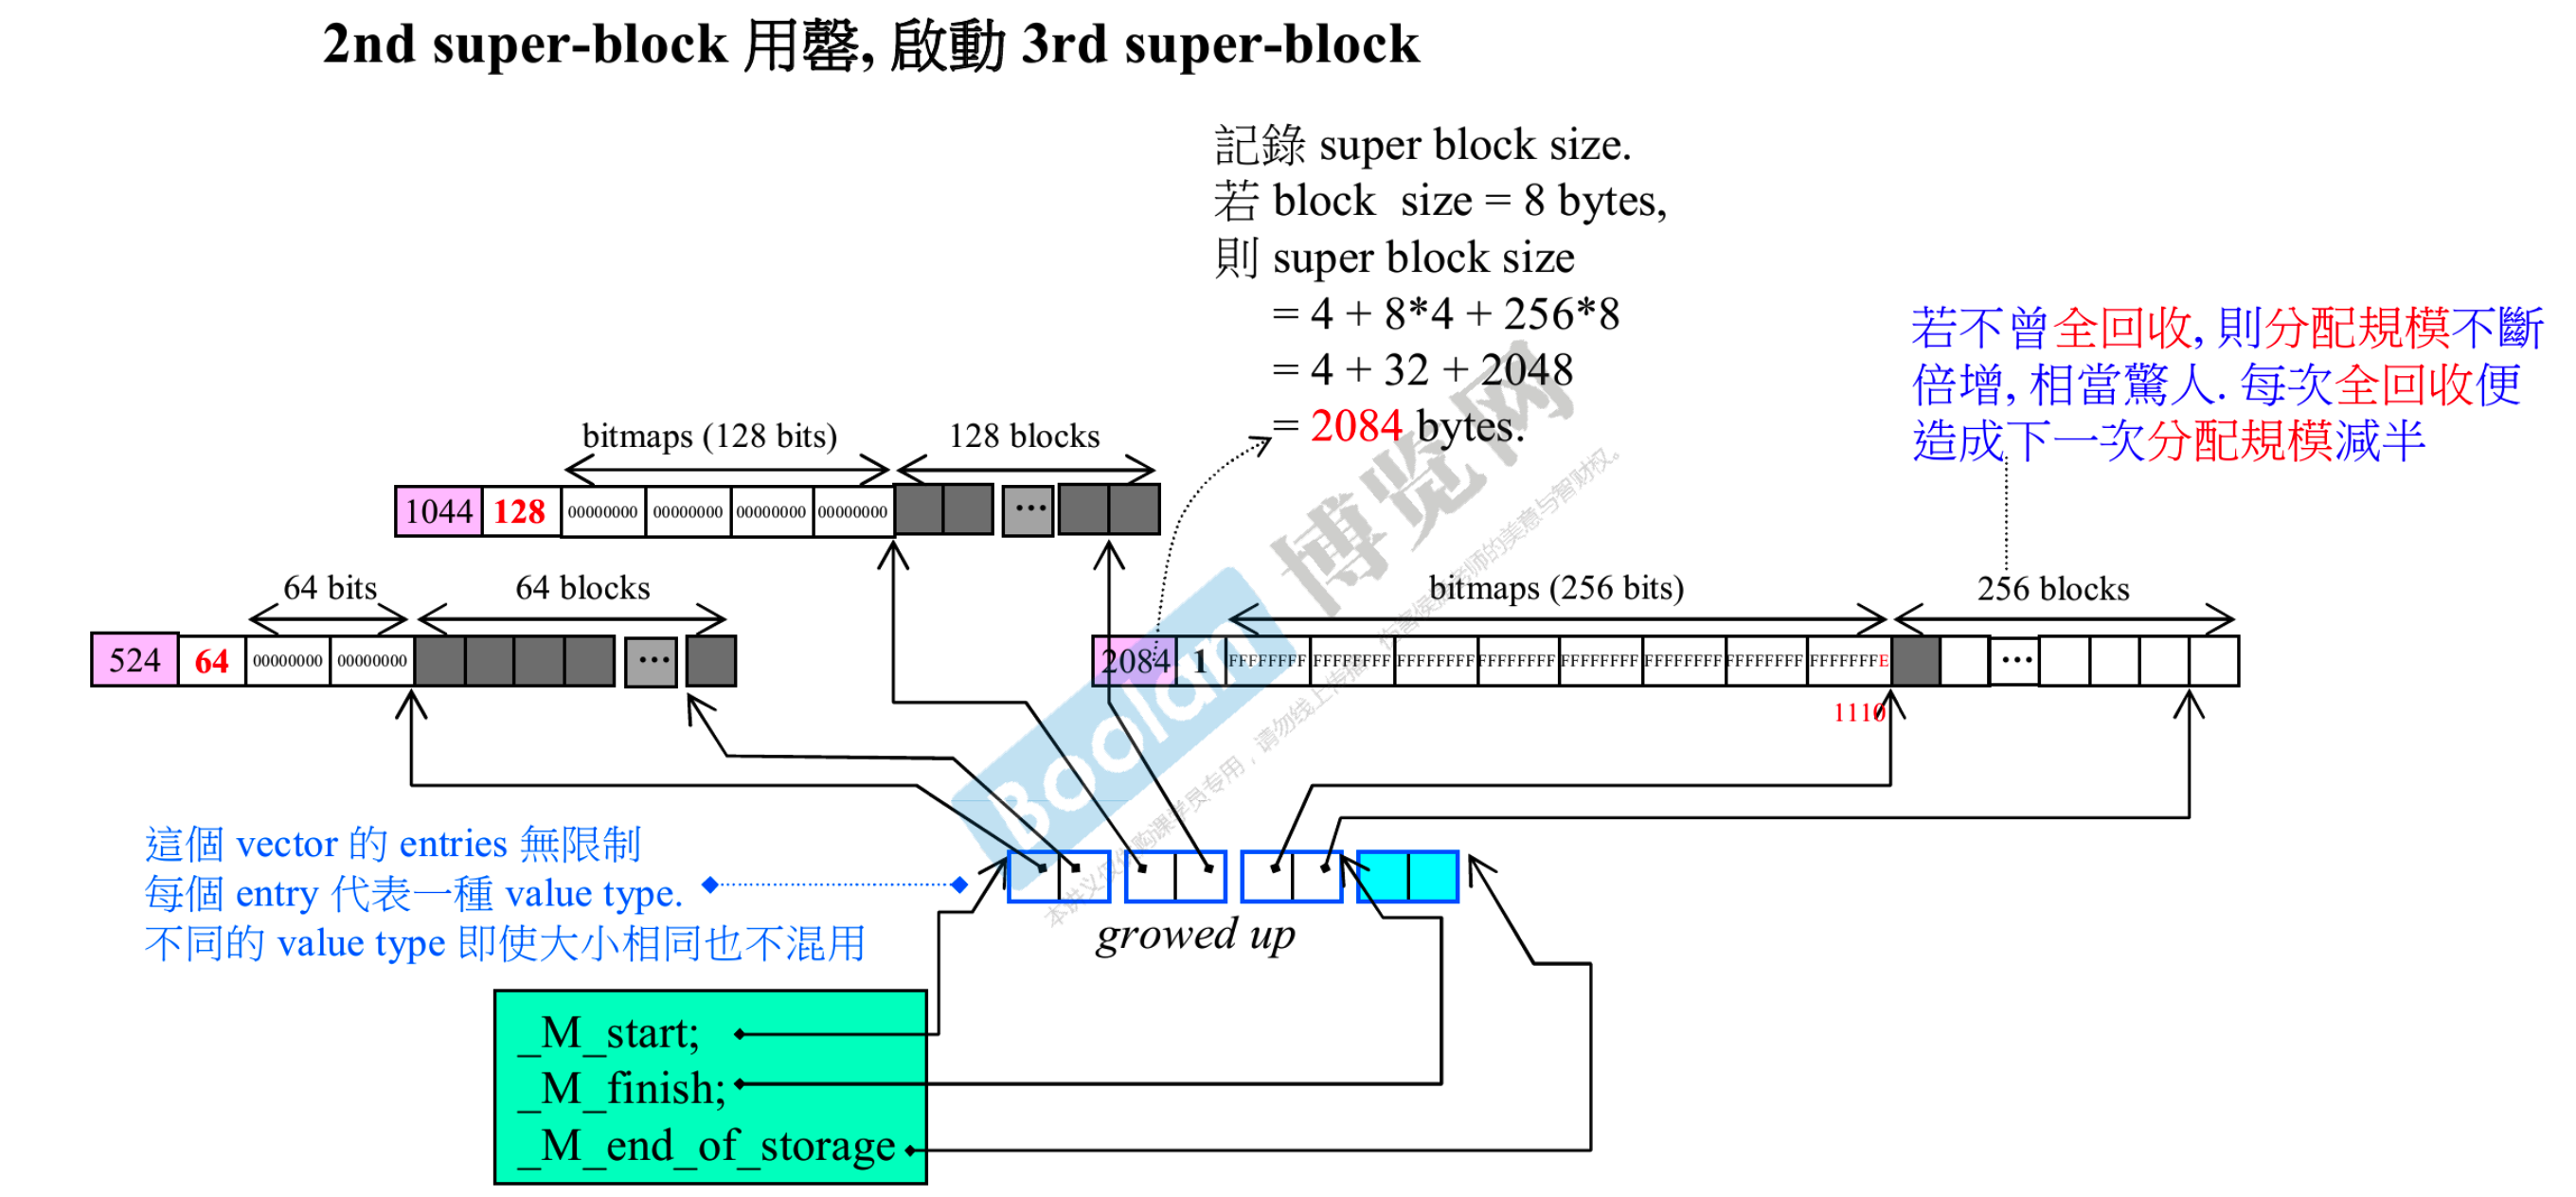 2nd super-block 用罄, 啟動 3rd super-block
記錄 super block size.
若 block size = 8 bytes,
則 super block size
= 4 + 8*4 + 256*8
= 4 + 32 + 2048
= 2084 bytes.
若不曾全回收, 則分配規模不斷
倍增, 相當驚人. 每次全回收便
造成下一次分配規模減半
bitmaps (128 bits)
128 blocks
1044 128 00000000 00000000 00000000 00000000 ...
64 bits
64 blocks
524 64 00000000 00000000 ...
bitmaps (256 bits)
256 blocks
2084 1 FFFFFFFF FFFFFFFF FFFFFFFF FFFFFFFF FFFFFFFF FFFFFFFF FFFFFFFF FFFFFFFE ...
1110
這個 vector 的 entries 無限制
每個 entry 代表一種 value type.
不同的 value type 即使大小相同也不混用
growed up
_M_start;
_M_finish;
_M_end_of_storage
Boolan
博览网